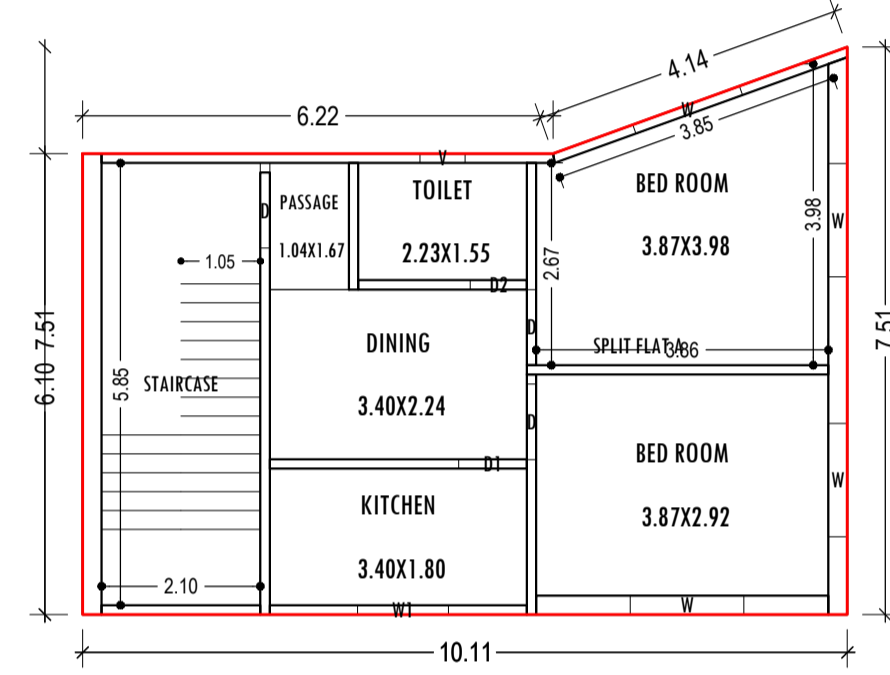 4.14
6.22
W
3.85
V
TOILET
BED ROOM
PASSAGE
D
W
3.98
1.04X1.67
2.23X1.55
3.87X3.98
1.05
2.67
D2
7.51
D
7.51
DINING
SPLIT FLAT A
3.86
6.10
5.85
STAIRCASE
3.40X2.24
D
BED ROOM
D1
W
KITCHEN
3.87X2.92
3.40X1.80
2.10
W1
W
10.11